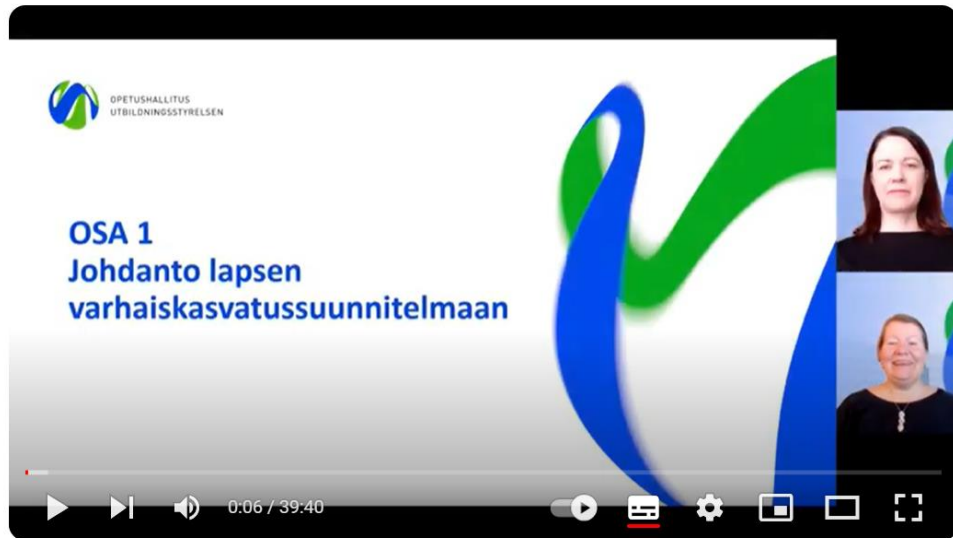 OPETUSHALLITUS
UTBILDNINGSSTYRELSEN
OSA 1
Johdanto lapsen
varhaiskasvatussuunnitelmaan
0:06 / 39:40